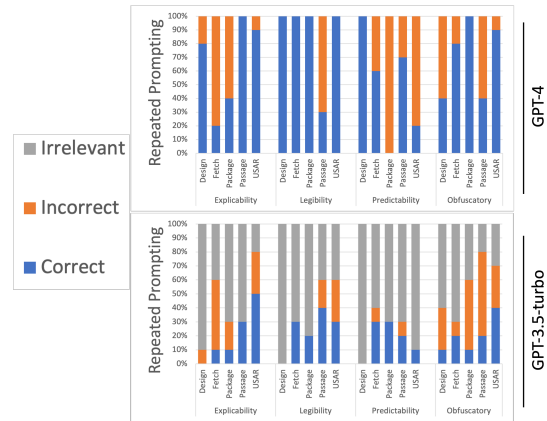 Irrelevant
Incorrect
Correct
Repeated Prompting
100%
90%
80%
70%
60%
50%
40%
30%
20%
10%
0%
Design
Fetch
Package
Passage
USAR
Design
Fetch
Package
Passage
USAR
Design
Fetch
Package
Passage
USAR
Design
Fetch
Package
Passage
USAR
Explicability
Legibility
Predictability
Obfuscatory
GPT-4
Repeated Prompting
100%
90%
80%
70%
60%
50%
40%
30%
20%
10%
0%
Design
Fetch
Package
Passage
USAR
Design
Fetch
Package
Passage
USAR
Design
Fetch
Package
Passage
USAR
Design
Fetch
Package
Passage
USAR
Explicability
Legibility
Predictability
Obfuscatory
GPT-3.5-turbo